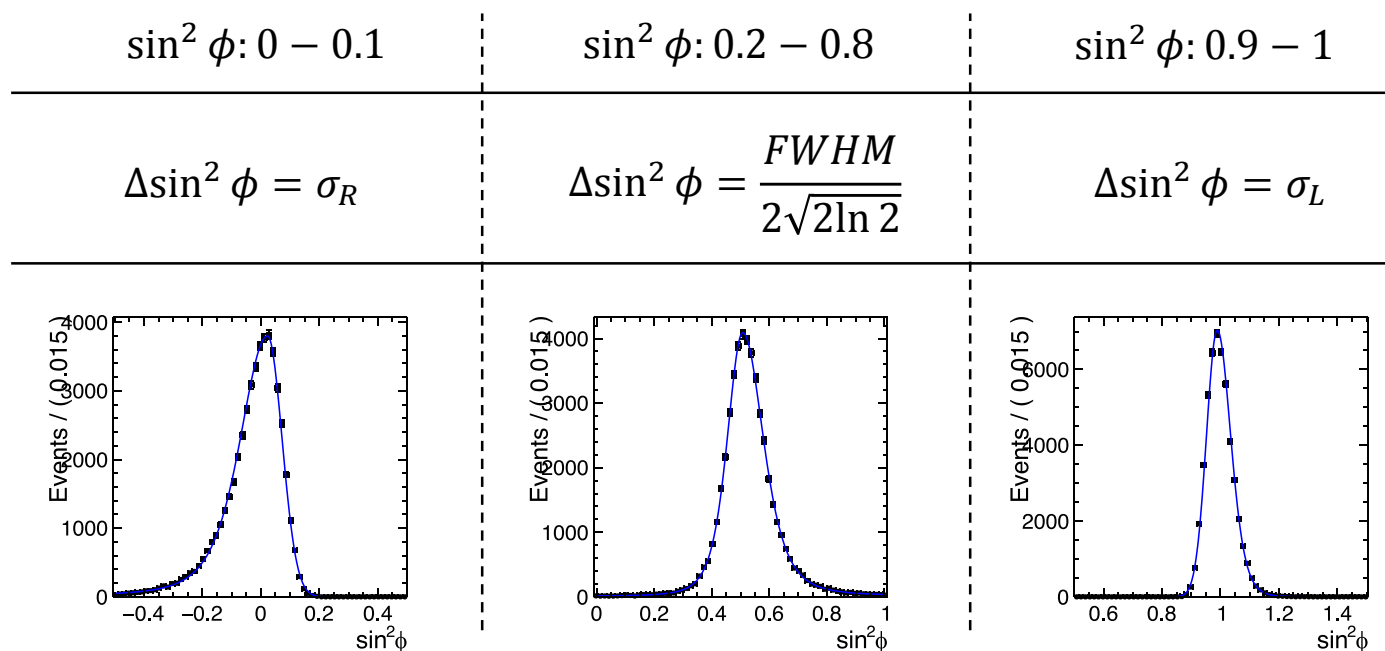 sin² ϕ: 0 − 0.1
sin² ϕ: 0.2 − 0.8
sin² ϕ: 0.9 − 1
Δsin² ϕ = σ_R
Δsin² ϕ = FWHM / 2√2ln 2
Δsin² ϕ = σ_L
Events / ( 0.015 )
4000
3000
2000
1000
0
−0.4 −0.2 0 0.2 0.4
sin²ϕ
Events / ( 0.015 )
4000
3000
2000
1000
0
0 0.2 0.4 0.6 0.8 1
sin²ϕ
Events / ( 0.015 )
6000
4000
2000
0
0.6 0.8 1 1.2 1.4
sin²ϕ